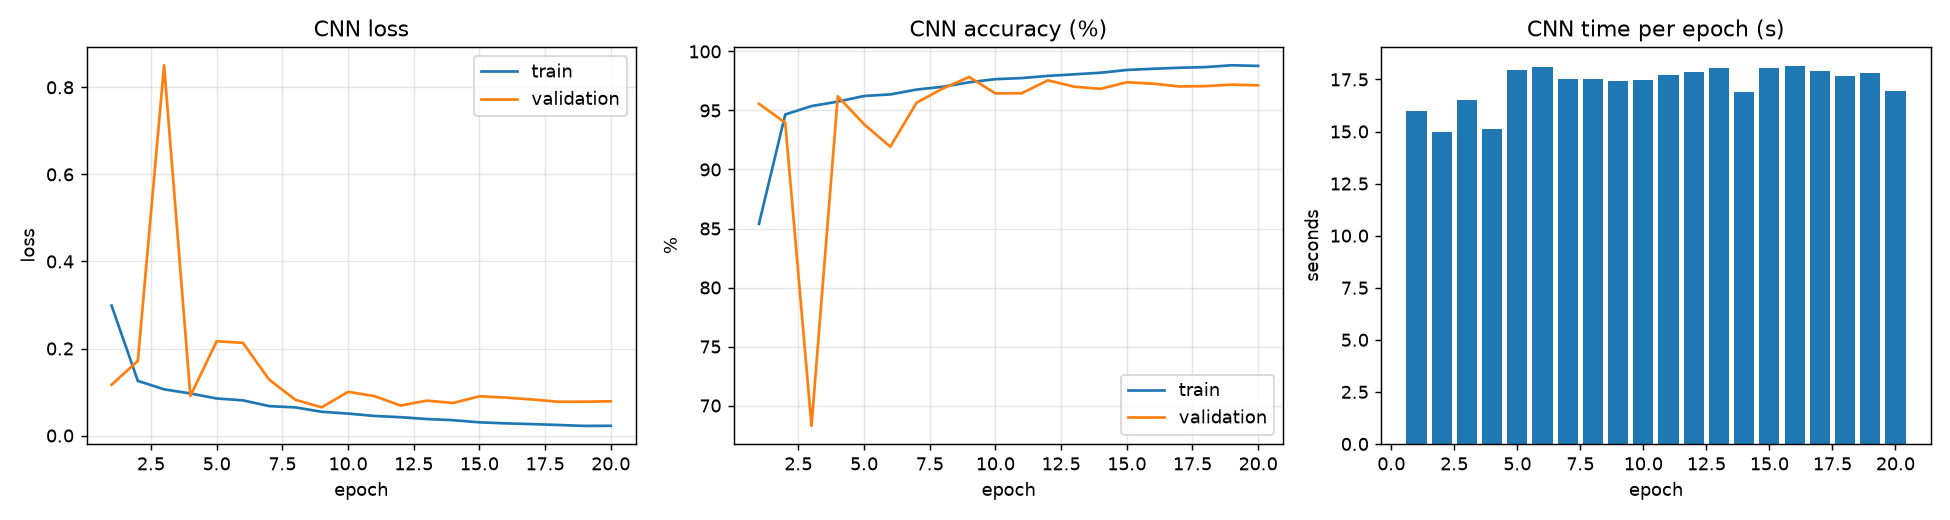 CNN loss
0.8
0.6
0.4
0.2
0.0
loss
train
validation
2.5 5.0 7.5 10.0 12.5 15.0 17.5 20.0
epoch
CNN accuracy (%)
100
95
90
85
80
75
70
%
train
validation
2.5 5.0 7.5 10.0 12.5 15.0 17.5 20.0
epoch
CNN time per epoch (s)
17.5
15.0
12.5
10.0
7.5
5.0
2.5
0.0
seconds
0.0 2.5 5.0 7.5 10.0 12.5 15.0 17.5 20.0
epoch